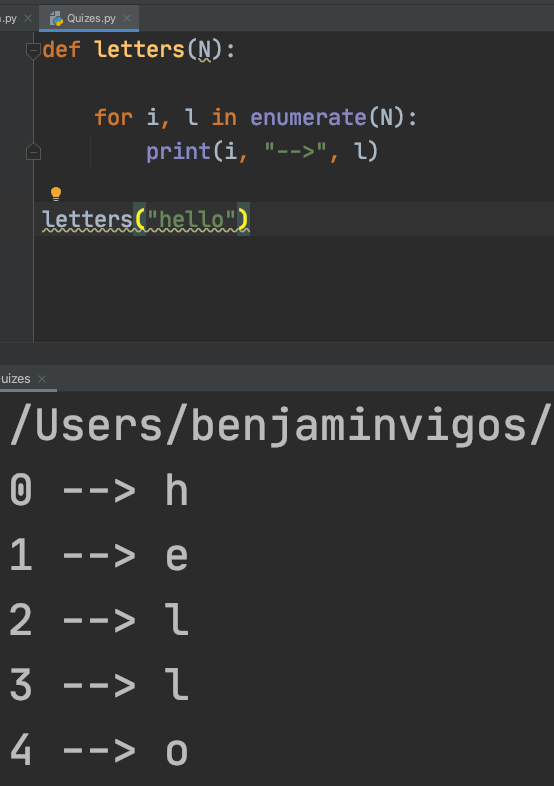 .py × Quizes.py ×
def letters(N):
for i, l in enumerate(N):
print(i, "-->", l)
letters("hello")
uizes ×
/Users/benjaminvigos/
0 --> h
1 --> e
2 --> l
3 --> l
4 --> o